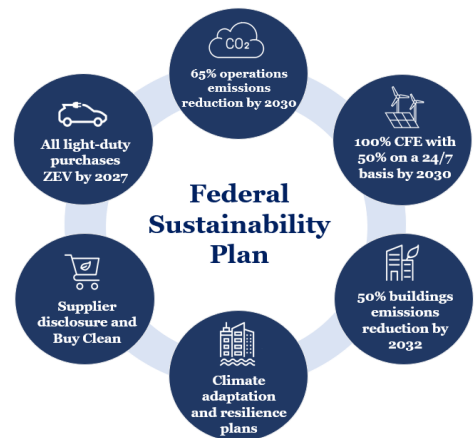 Federal
Sustainability
Plan
CO₂
65% operations
emissions
reduction by 2030
100% CFE with
50% on a 24/7
basis by 2030
50% buildings
emissions
reduction by
2032
Climate
adaptation
and resilience
plans
Supplier
disclosure and
Buy Clean
All light-duty
purchases
ZEV by 2027